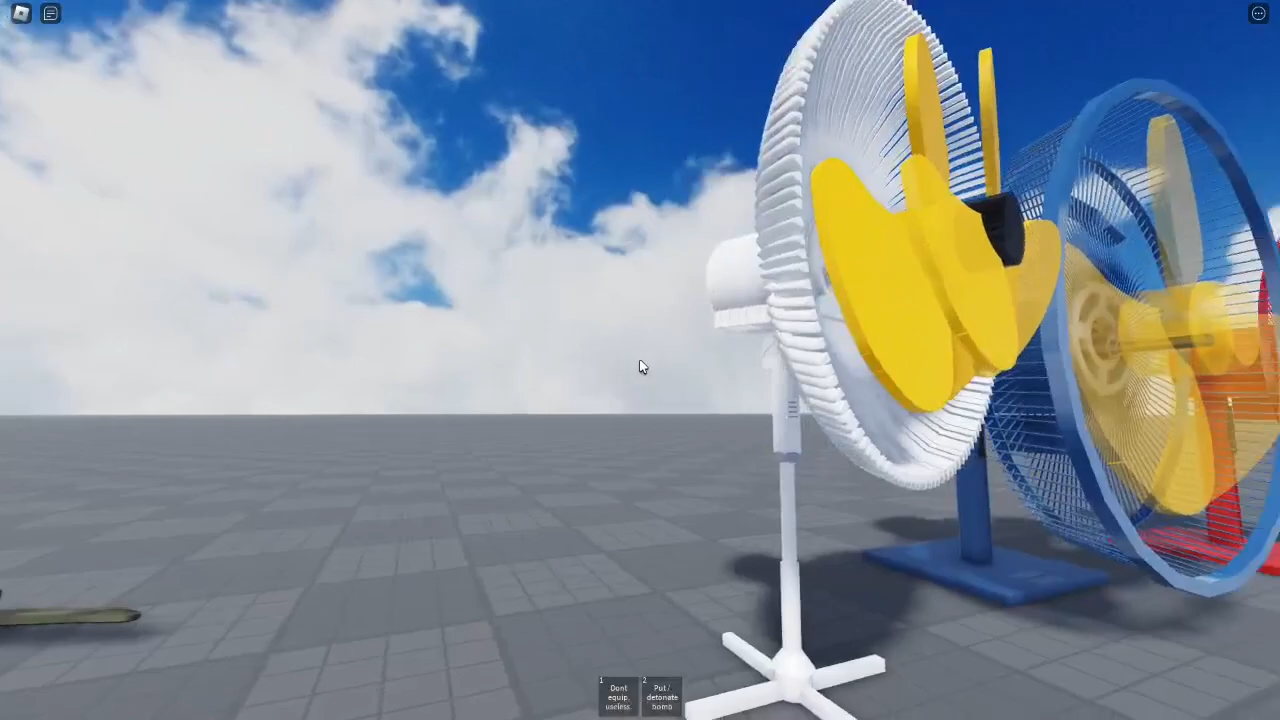 1
Dont
equip,
useless.
2
Put /
detonate
bomb